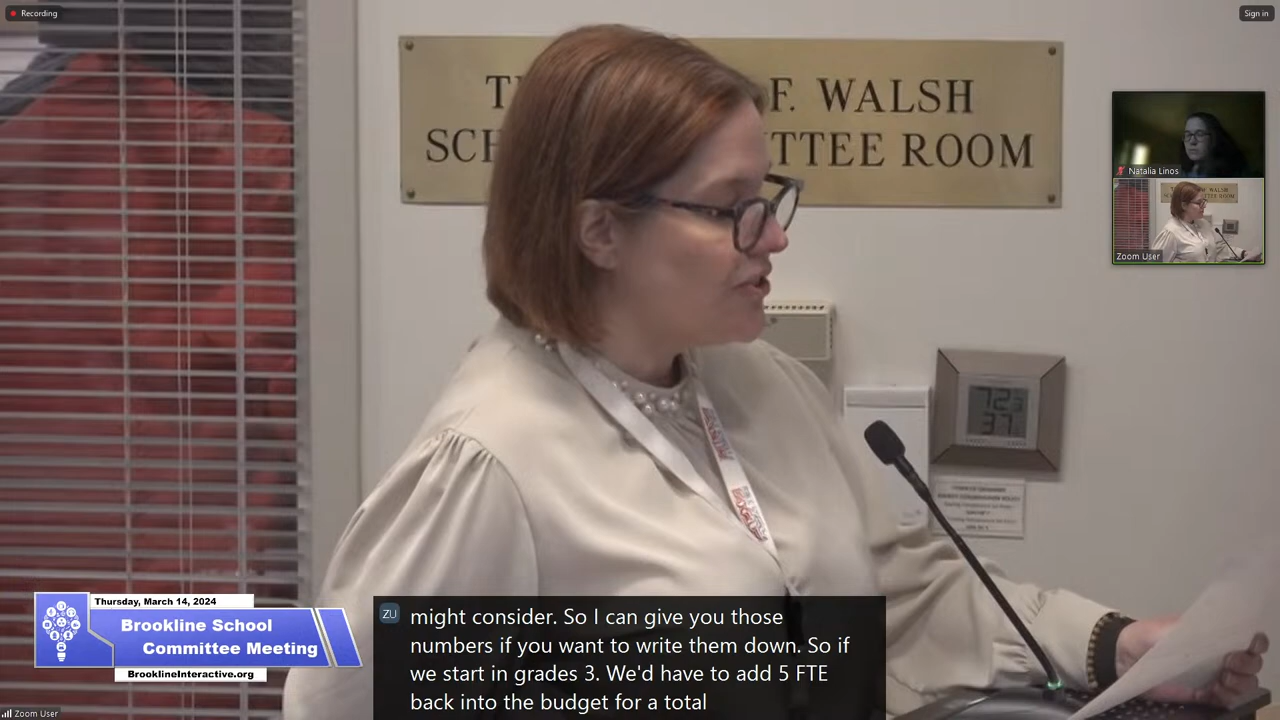 Recording
Sign in
T F. WALSH
SCH TTEE ROOM
Natalia Linos
Zoom User
72
37
Thursday, March 14, 2024
Brookline School
Committee Meeting
BrooklineInteractive.org
ZU
might consider. So I can give you those
numbers if you want to write them down. So if
we start in grades 3. We'd have to add 5 FTE
back into the budget for a total
Zoom User